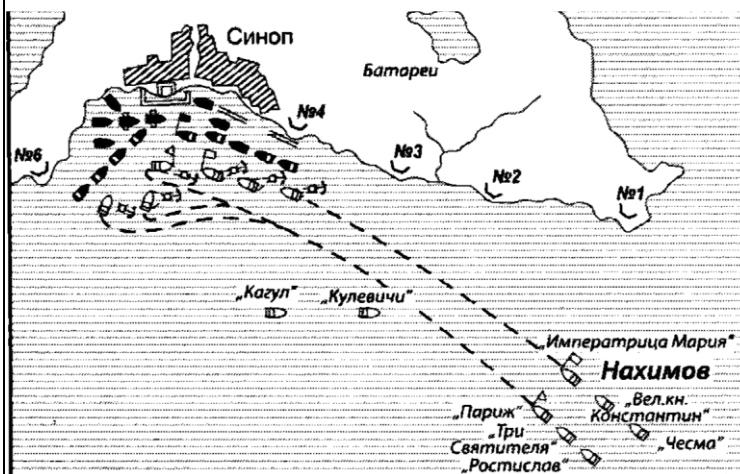 Синоп
Батареи
№4
№6
№3
№2
№1
„Кагул"
„Кулевичи"
„Императрица Мария"
Нахимов
„Вел.кн.
Константин"
„Париж"
„Три
Святителя"
„Чесма"
„Ростислав"